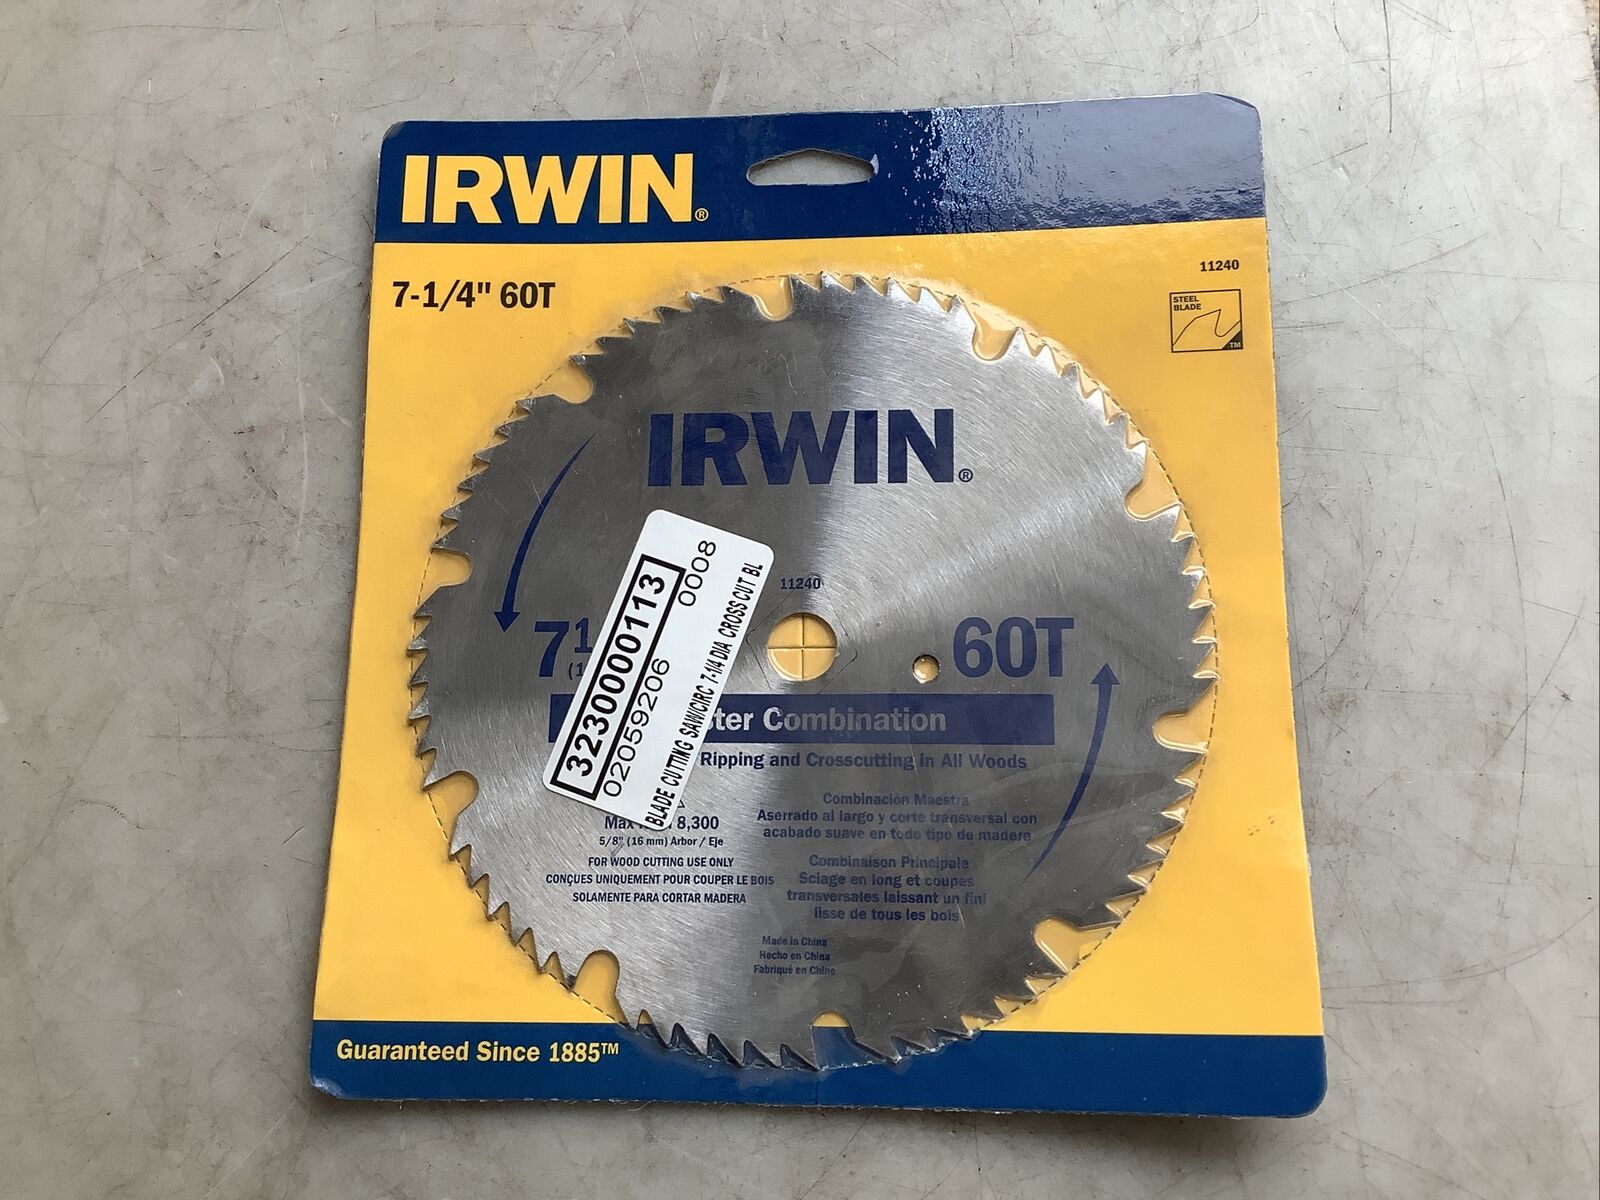 IRWIN®
7-1/4" 60T
11240
STEEL
BLADE
TM
IRWIN®
11240
7 1
60T
Combination
Ripping and Crosscutting in All Woods
3230000113
02059206 0008
BLADE CUTTING SAW/CIRC 7-1/4 DIA CROSS CUT BL
Max 8,300
5/8" (16 mm) Arbor / Eje
FOR WOOD CUTTING USE ONLY
CONÇUES UNIQUEMENT POUR COUPER LE BOIS
SOLAMENTE PARA CORTAR MADERA
Combinación Maestra
Aserrado al largo y corte transversal con
acabado suave en todo tipo de madera
Combinaison Principale
Sciage en long et coupes
transversales laissant un fini
lisse de tous les bois
Made in China
Hecho en China
Fabriqué en Chine
Guaranteed Since 1885™